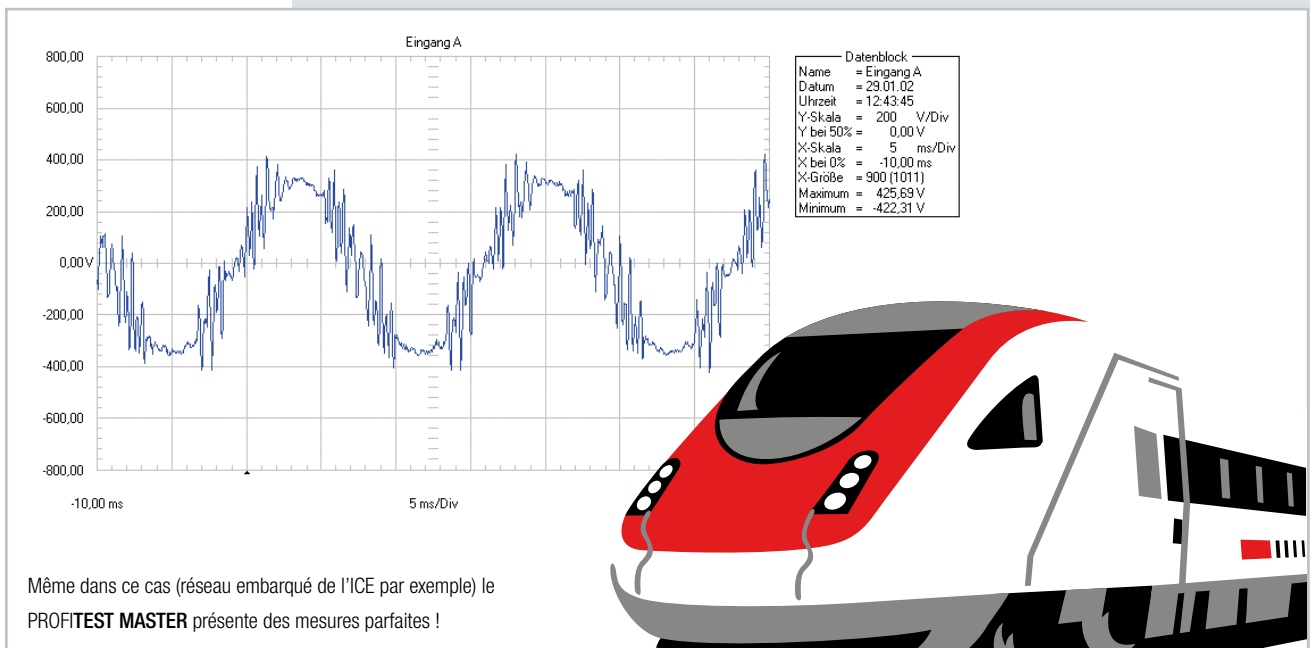 Eingang A
800,00
600,00
400,00
200,00
0,00V
-200,00
-400,00
-600,00
-800,00
-10,00 ms
5 ms/Div
Datenblock
Name = Eingang A
Datum = 29.01.02
Uhrzeit = 12:43:45
Y-Skala = 200 V/Div
Y bei 50% = 0,00 V
X-Skala = 5 ms/Div
X bei 0% = -10,00 ms
X-Größe = 900 (1011)
Maximum = 425,69 V
Minimum = -422,31 V
Même dans ce cas (réseau embarqué de l'ICE par exemple) le
PROFITEST MASTER présente des mesures parfaites !